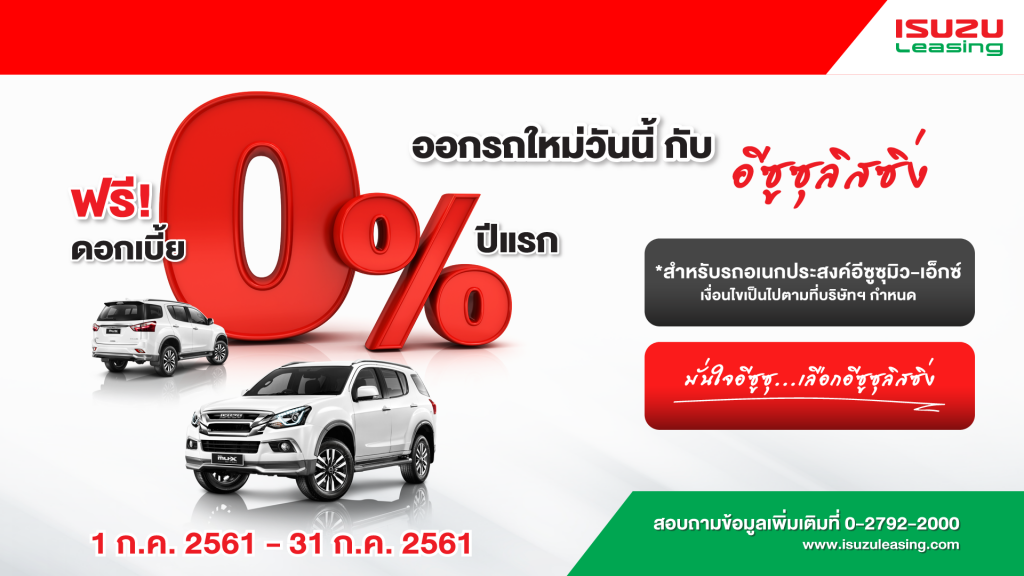 ISUZU
Leasing
ออกรถใหม่วันนี้ กับ
อีซูซุลิสซิ่ง
ฟรี!
ดอกเบี้ย
0%
ปีแรก
*สำหรับรถอเนกประสงค์อีซูซุมิว-เอ็กซ์
เงื่อนไขเป็นไปตามที่บริษัทฯ กำหนด
มั่นใจอีซูซุ...เลือกอีซูซุลิสซิ่ง
ISUZU
MU-X
1 ก.ค. 2561 - 31 ก.ค. 2561
สอบถามข้อมูลเพิ่มเติมที่ 0-2792-2000
www.isuzuleasing.com